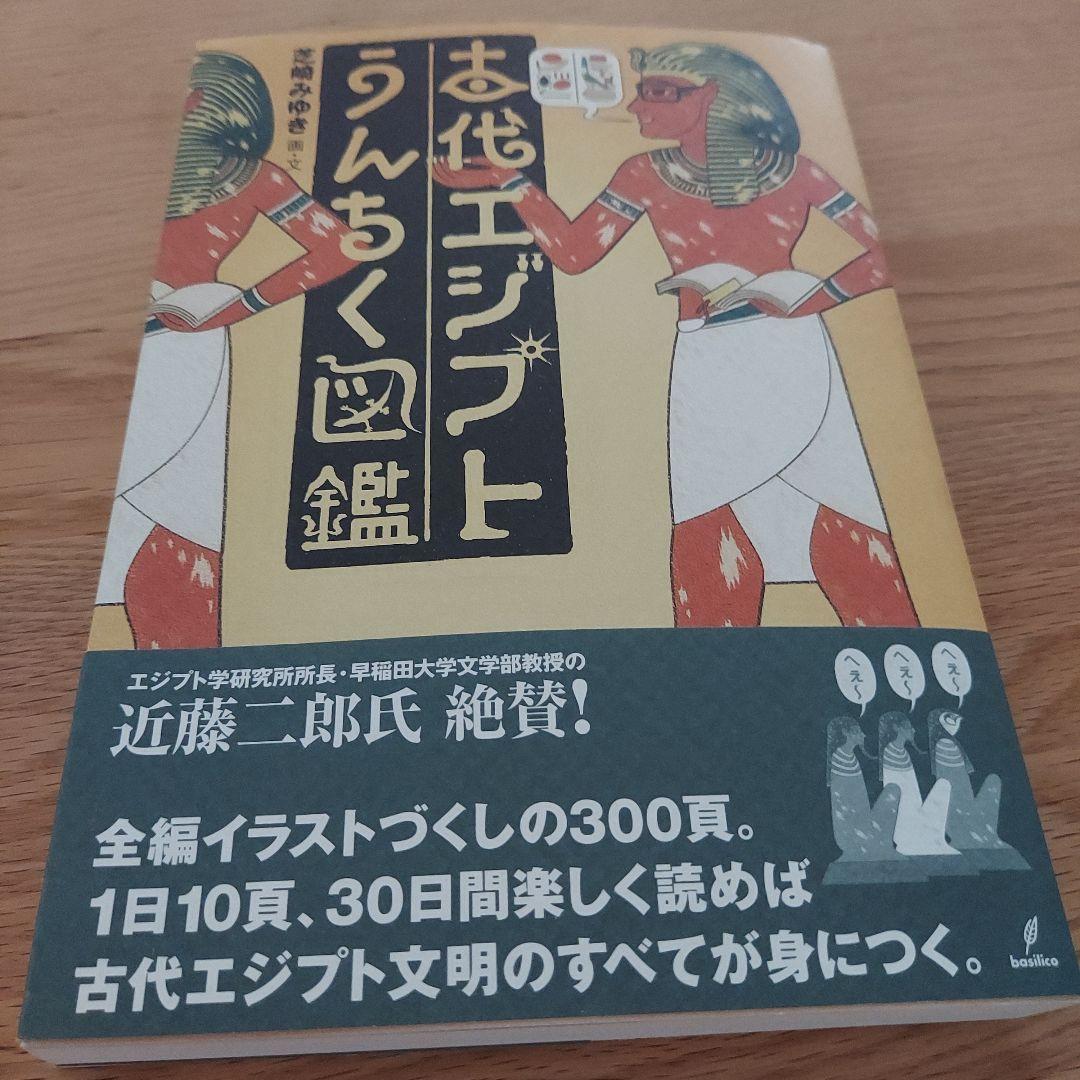 古代エジプト
うんちく図鑑
芝崎みゆき 画・文
エジプト学研究所所長・早稲田大学文学部教授の
近藤二郎氏 絶賛!
へぇ〜
へぇ〜
へぇ〜
全編イラストづくしの300頁。
1日10頁、30日間楽しく読めば
古代エジプト文明のすべてが身につく。
basilico